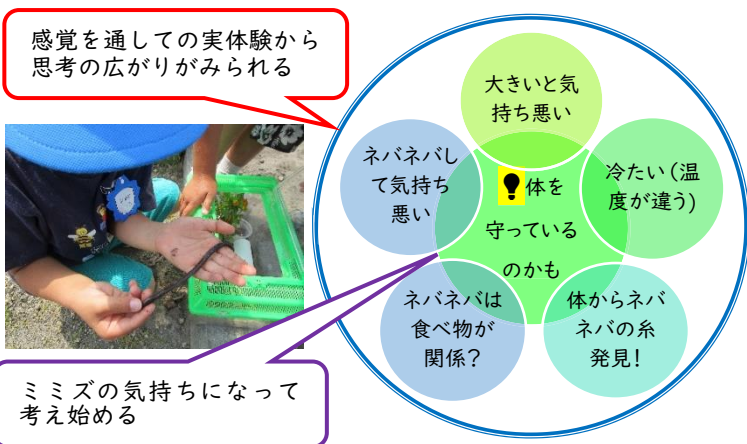 感覚を通しての実体験から
思考の広がりがみられる
大きいと気
持ち悪い
ネバネバし
て気持ち
悪い
冷たい(温
度が違う)
体を
守っている
のかも
ネバネバは
食べ物が
関係?
体からネバ
ネバの糸
発見!
ミミズの気持ちになって
考え始める